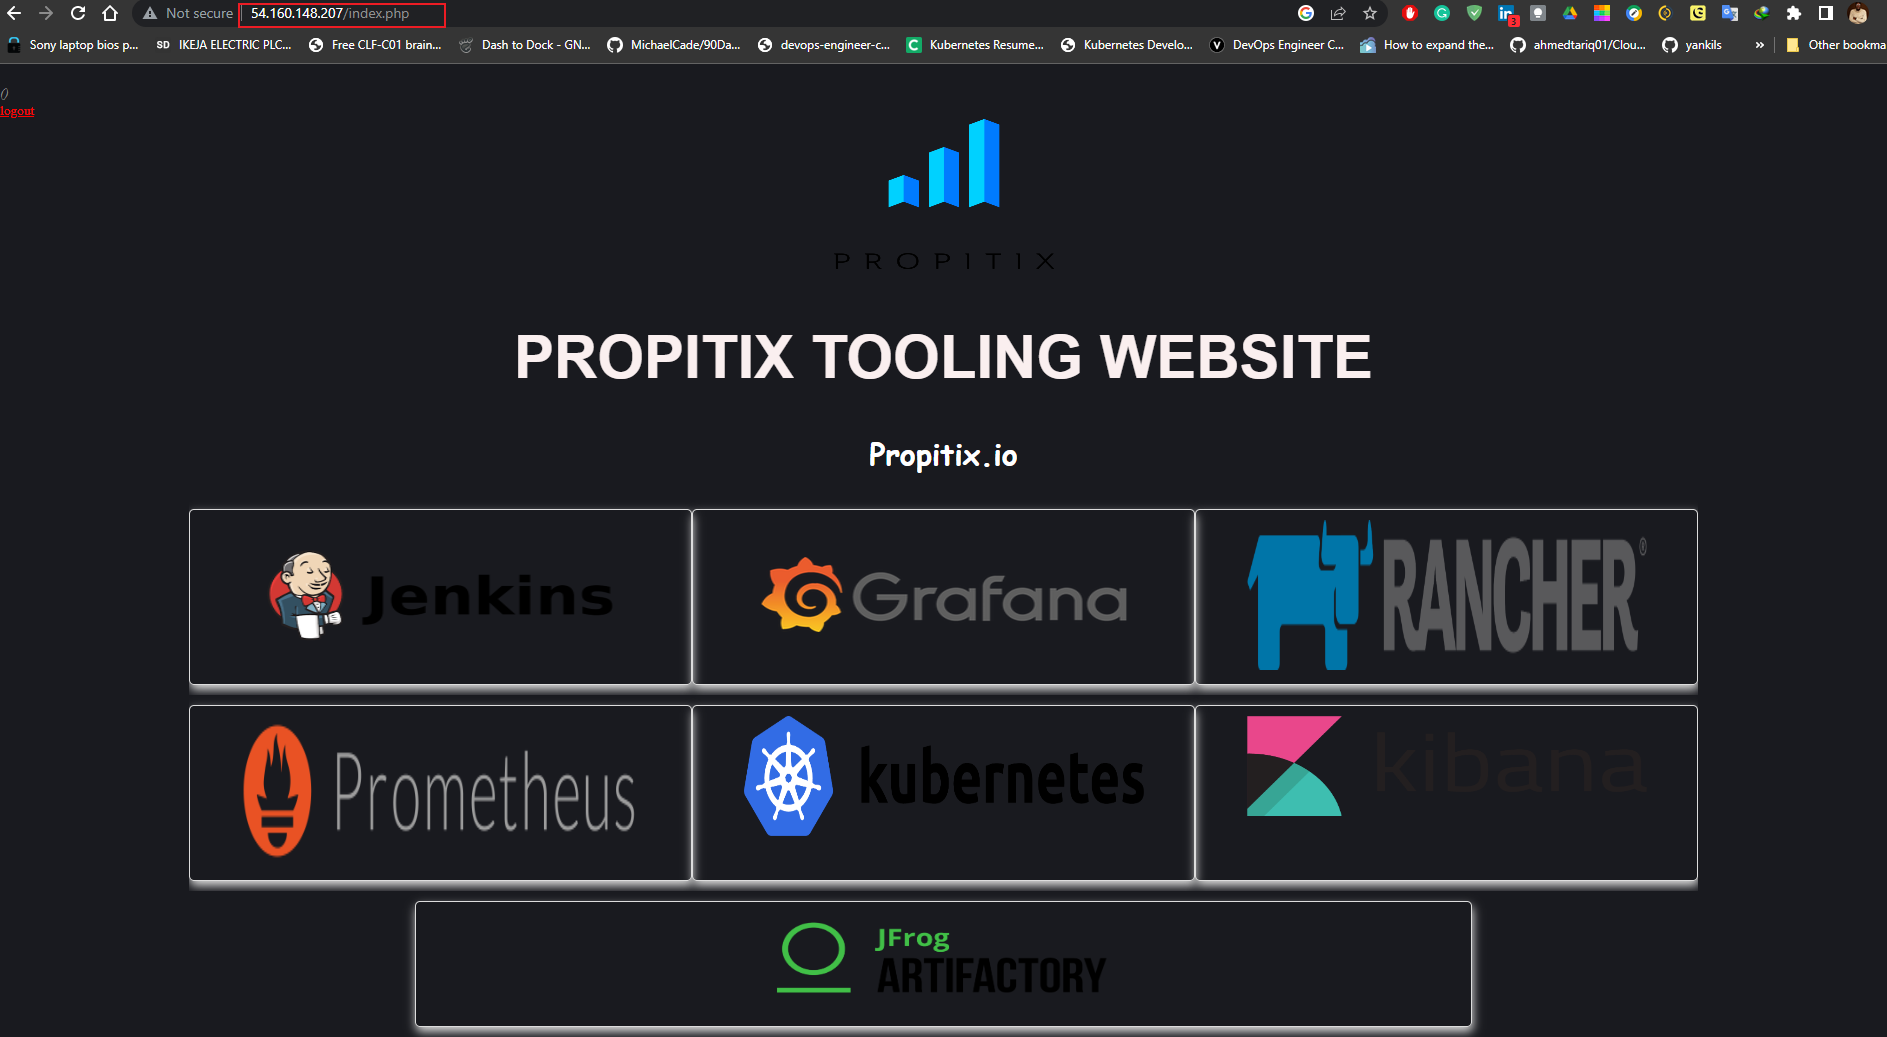 Not secure 54.160.148.207/index.php
3
Sony laptop bios p... SD IKEJA ELECTRIC PLC... Free CLF-C01 brain... Dash to Dock - GN... MichaelCade/90Da... devops-engineer-c... C Kubernetes Resume... Kubernetes Develo... V DevOps Engineer C... How to expand the... ahmedtariq01/Clou... yankils » Other bookma
()
logout
PROPITIX
PROPITIX TOOLING WEBSITE
Propitix.io
Jenkins Grafana RANCHER®
Prometheus kubernetes kibana
JFrog
ARTIFACTORY